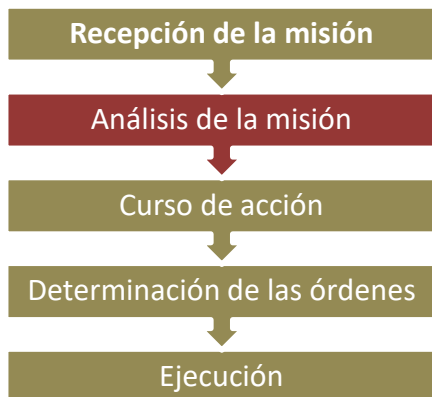 Recepción de la misión
Análisis de la misión
Curso de acción
Determinación de las órdenes
Ejecución